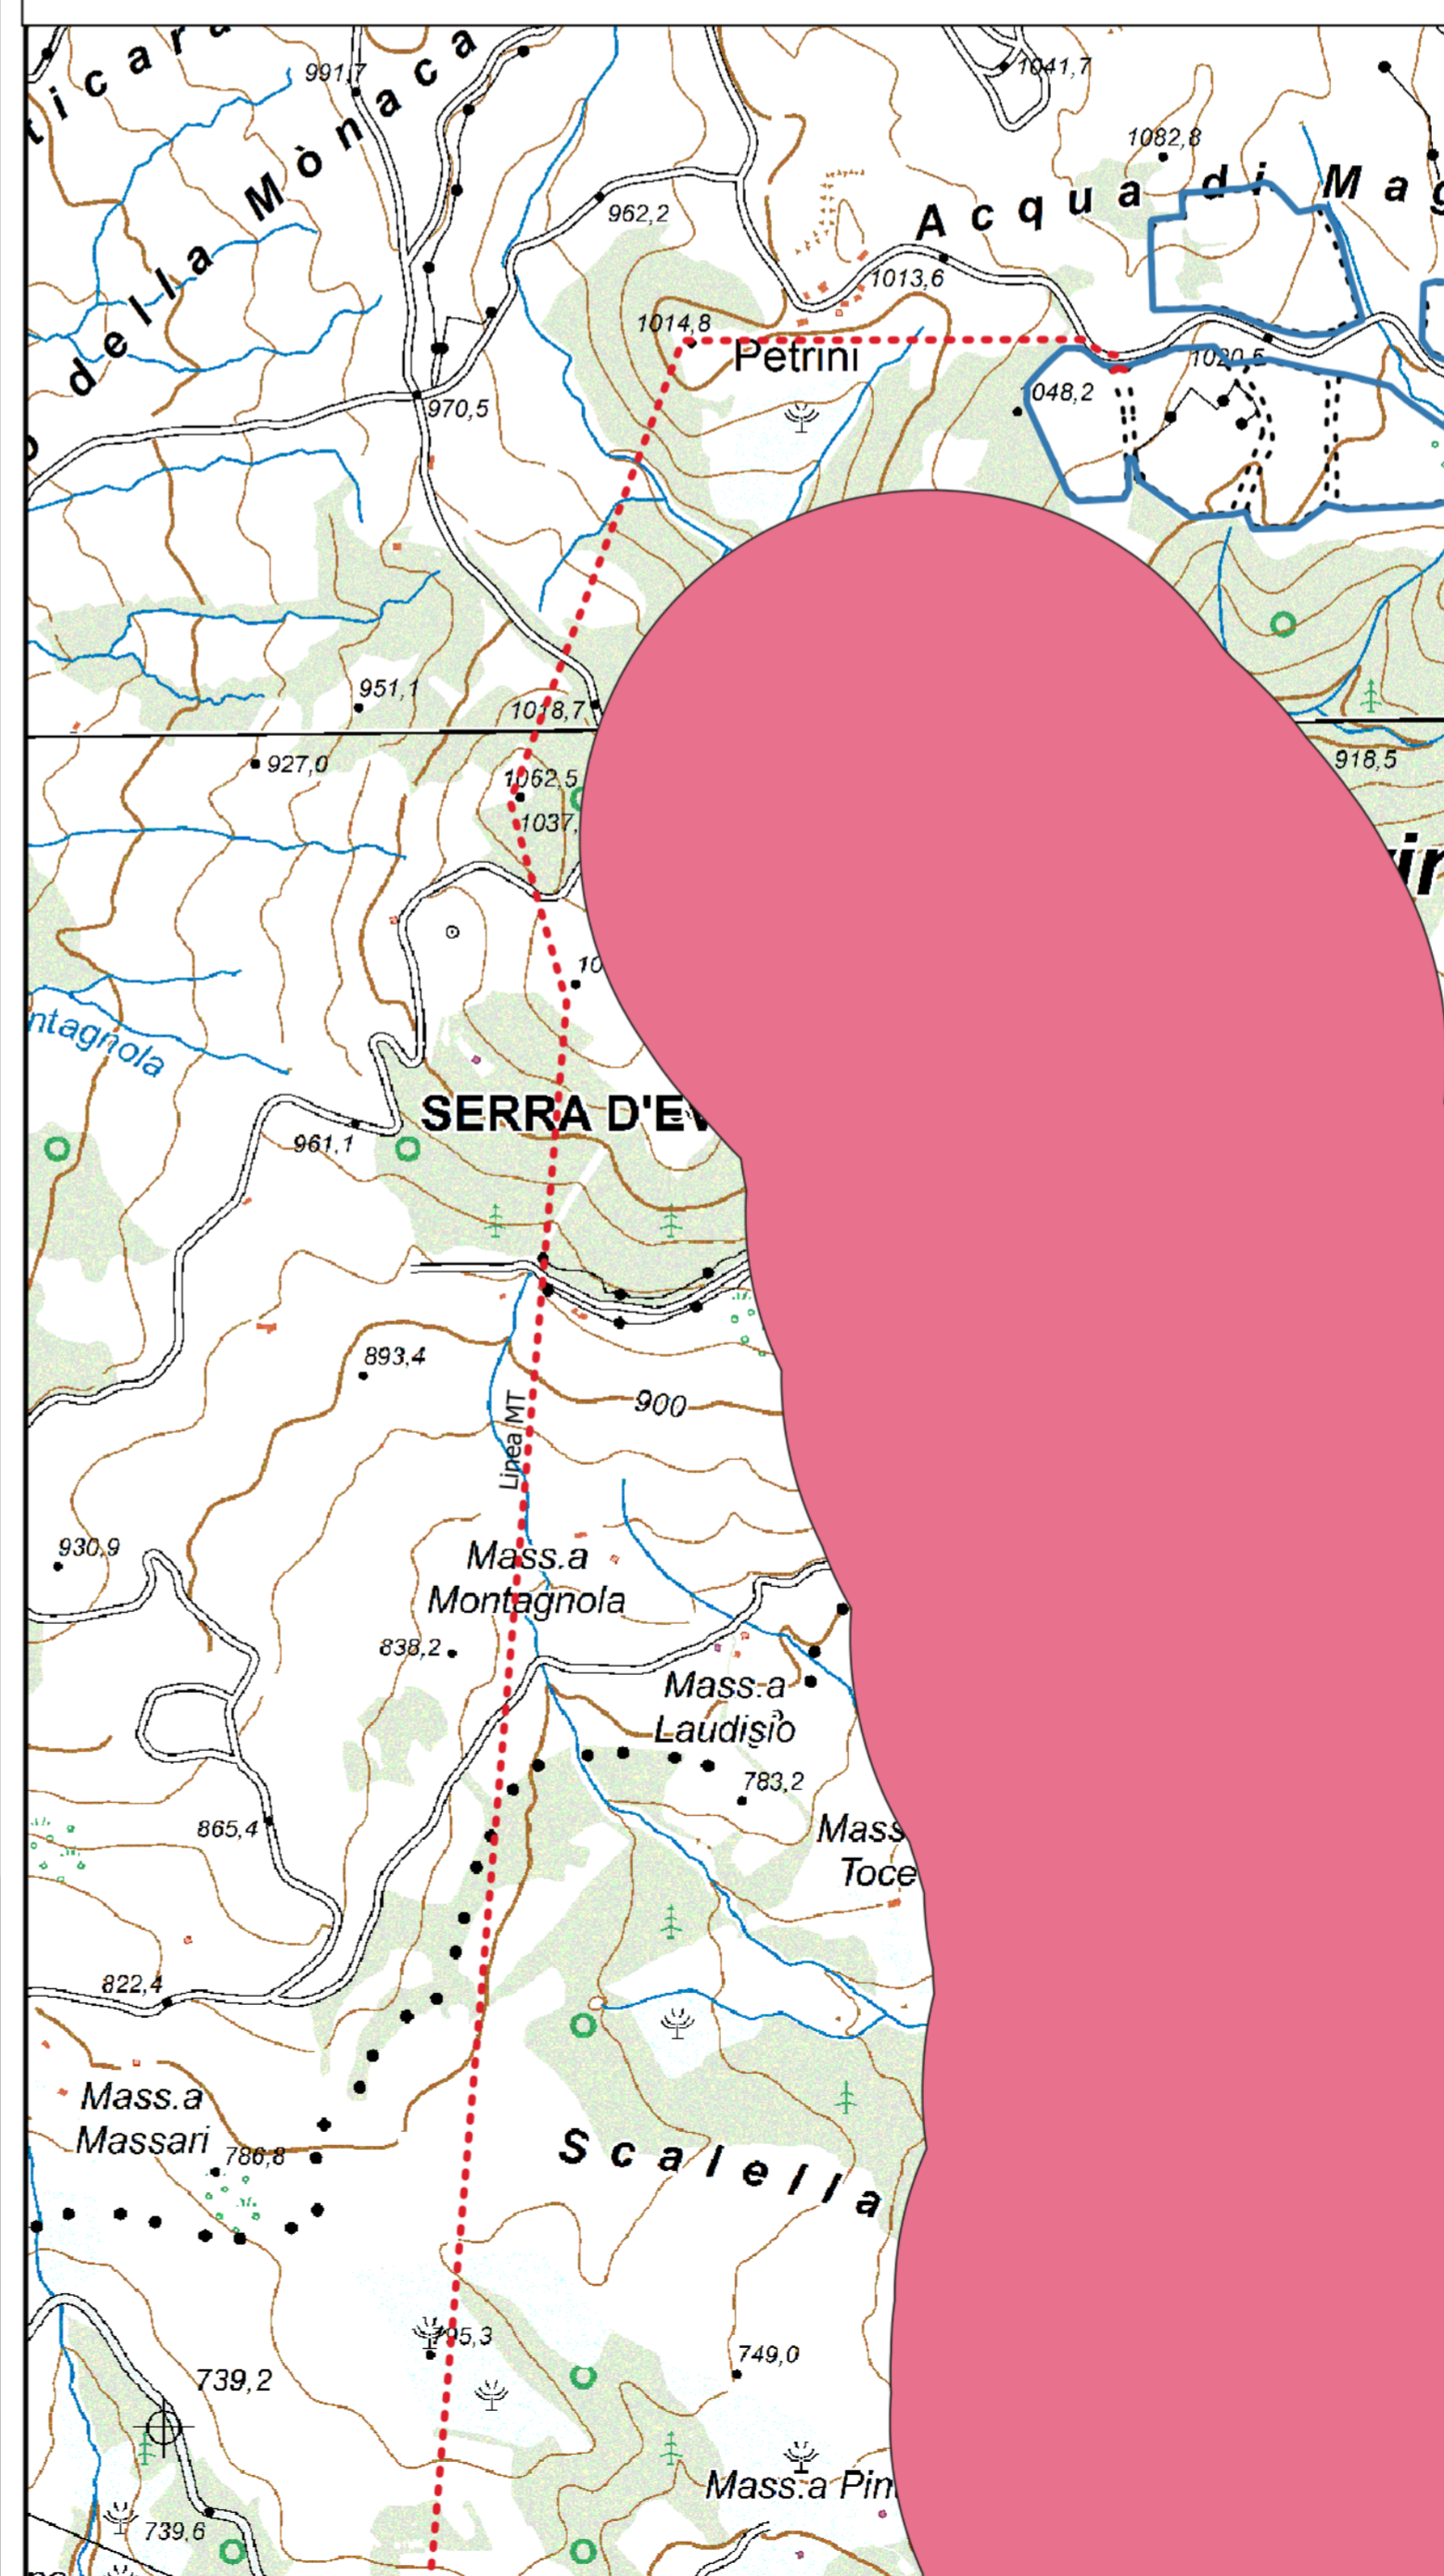 991,7
1041,7
1082,8
della Mònaca
Acqua di Mag
962,2
1013,6
1014,8
Petrini
1020,5
1048,2
970,5
951,1
1018,7
927,0
1062,5
1037,
918,5
10
ntagnola
SERRA D'EV
961,1
893,4
900
Linea MT
930,9
Mass.a
Montagnola
838,2
Mass.a
Laudisio
783,2
865,4
Mass
Toce
822,4
Mass.a
Massari
786,8
Scalella
795,3
749,0
739,2
Mass.a Pin
739,6